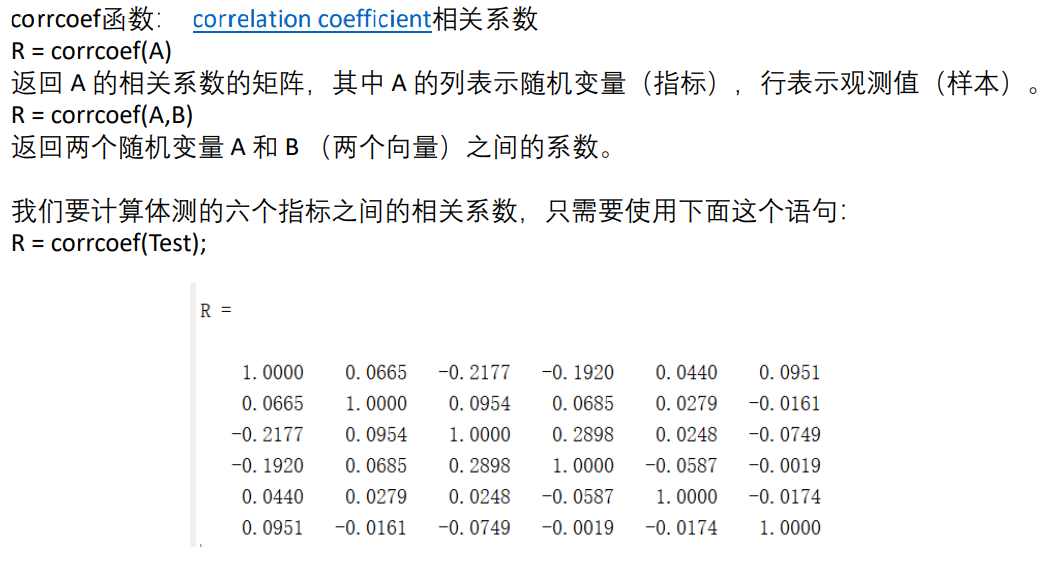 corrcoef函数： correlation coefficient相关系数
R = corrcoef(A)
返回 A 的相关系数的矩阵，其中 A 的列表示随机变量（指标），行表示观测值（样本）。
R = corrcoef(A,B)
返回两个随机变量 A 和 B （两个向量）之间的系数。
我们要计算体测的六个指标之间的相关系数，只需要使用下面这个语句：
R = corrcoef(Test);
R =
1.0000 0.0665 -0.2177 -0.1920 0.0440 0.0951
0.0665 1.0000 0.0954 0.0685 0.0279 -0.0161
-0.2177 0.0954 1.0000 0.2898 0.0248 -0.0749
-0.1920 0.0685 0.2898 1.0000 -0.0587 -0.0019
0.0440 0.0279 0.0248 -0.0587 1.0000 -0.0174
0.0951 -0.0161 -0.0749 -0.0019 -0.0174 1.0000